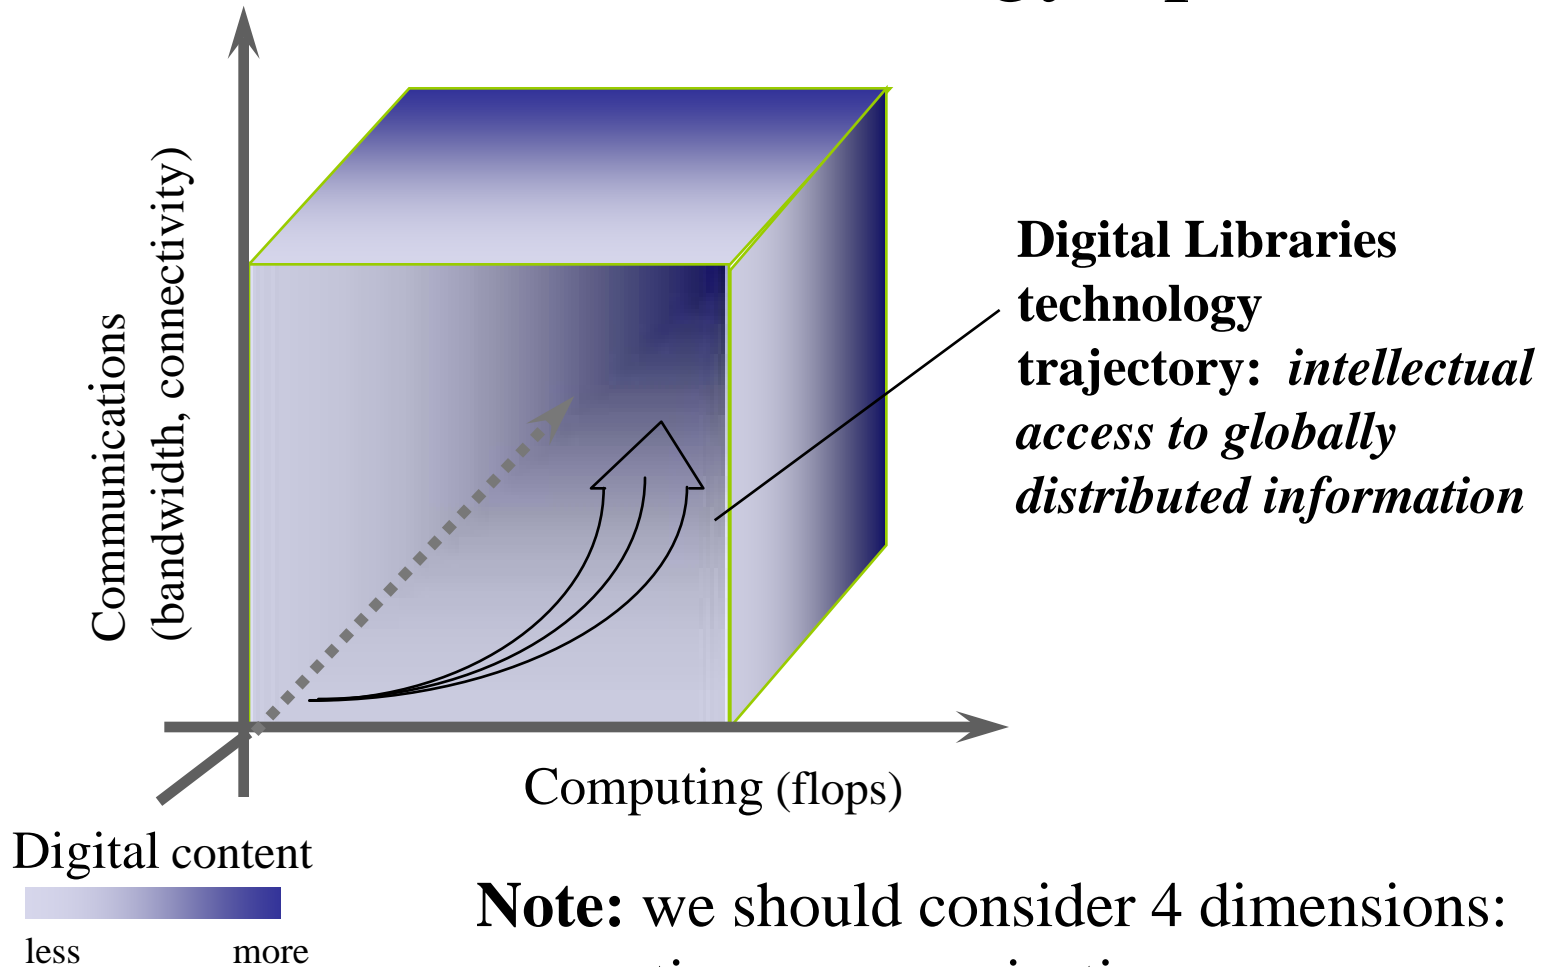 Communications
(bandwidth, connectivity)
Digital Libraries
technology
trajectory: intellectual
access to globally
distributed information
Computing (flops)
Digital content
less more
Note: we should consider 4 dimensions: